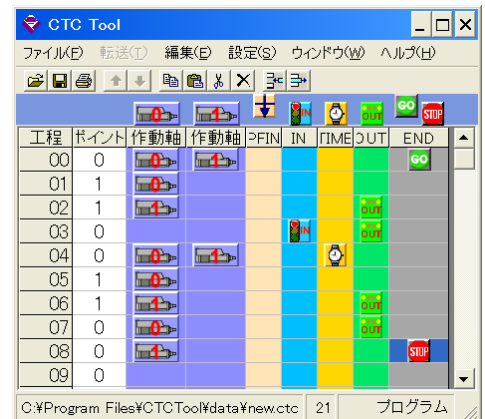 CTC Tool
ファイル(F) 転送(T) 編集(E) 設定(S) ウィンドウ(W) ヘルプ(H)
0 1 IN OUT GO STOP
工程 ポイント 作動軸 作動軸 PFIN IN TIME OUT END
00 0 0 1 GO
01 1 0
02 1 1 OUT
03 0 IN OUT
04 0 0 1
05 1 0
06 1 1 OUT
07 0 0 OUT
08 0 1 STOP
09 0
C:¥Program Files¥CTCTool¥data¥new.ctc 21 プログラム